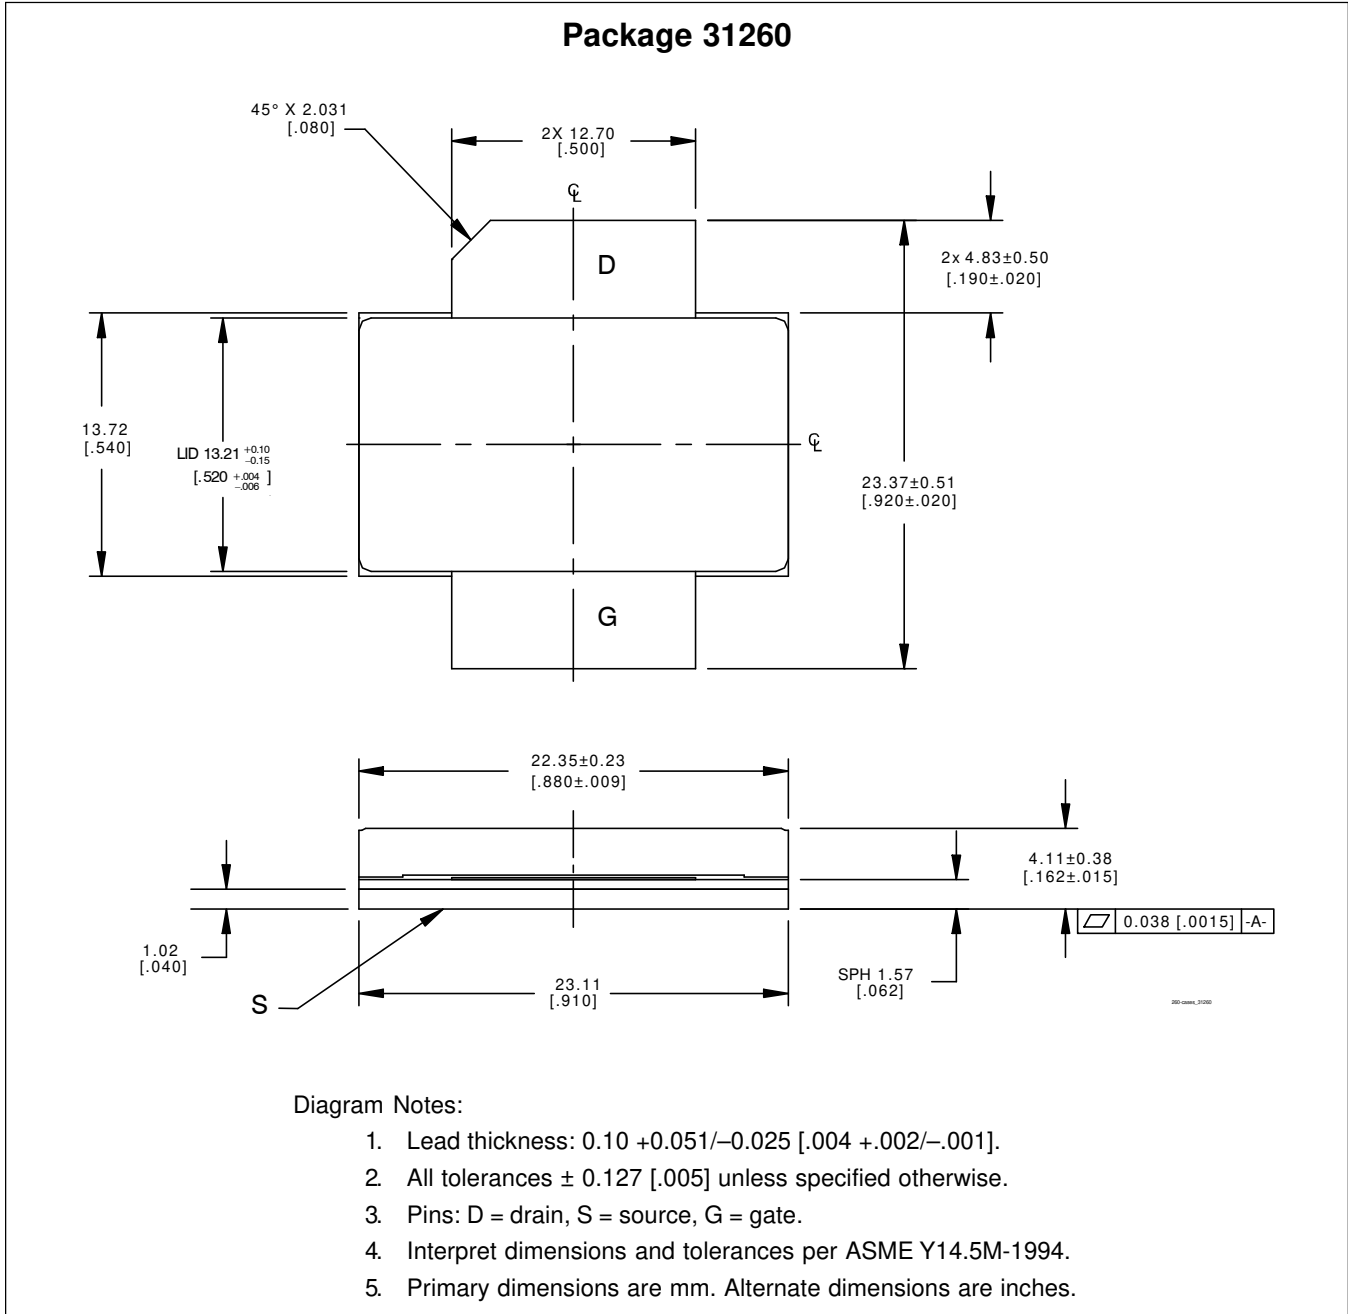 Package 31260
45° X 2.031
[.080]
2X 12.70
[.500]
℄
D
2x 4.83±0.50
[.190±.020]
13.72
[.540]
LID 13.21 +0.10 –0.15
[.520 +.004 –.006 ]
℄
23.37±0.51
[.920±.020]
G
22.35±0.23
[.880±.009]
4.11±0.38
[.162±.015]
0.038 [.0015] -A-
1.02
[.040]
S
23.11
[.910]
SPH 1.57
[.062]
260-cases_31260
Diagram Notes:
1. Lead thickness: 0.10 +0.051/–0.025 [.004 +.002/–.001].
2. All tolerances ± 0.127 [.005] unless specified otherwise.
3. Pins: D = drain, S = source, G = gate.
4. Interpret dimensions and tolerances per ASME Y14.5M-1994.
5. Primary dimensions are mm. Alternate dimensions are inches.